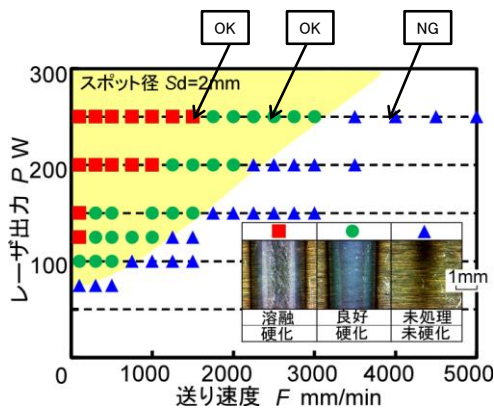 OK
OK
NG
300
スポット径 Sd=2mm
200
100
0
レーザ出力 P W
溶融
硬化
良好
硬化
未処理
未硬化
1mm
0 1000 2000 3000 4000 5000
送り速度 F mm/min